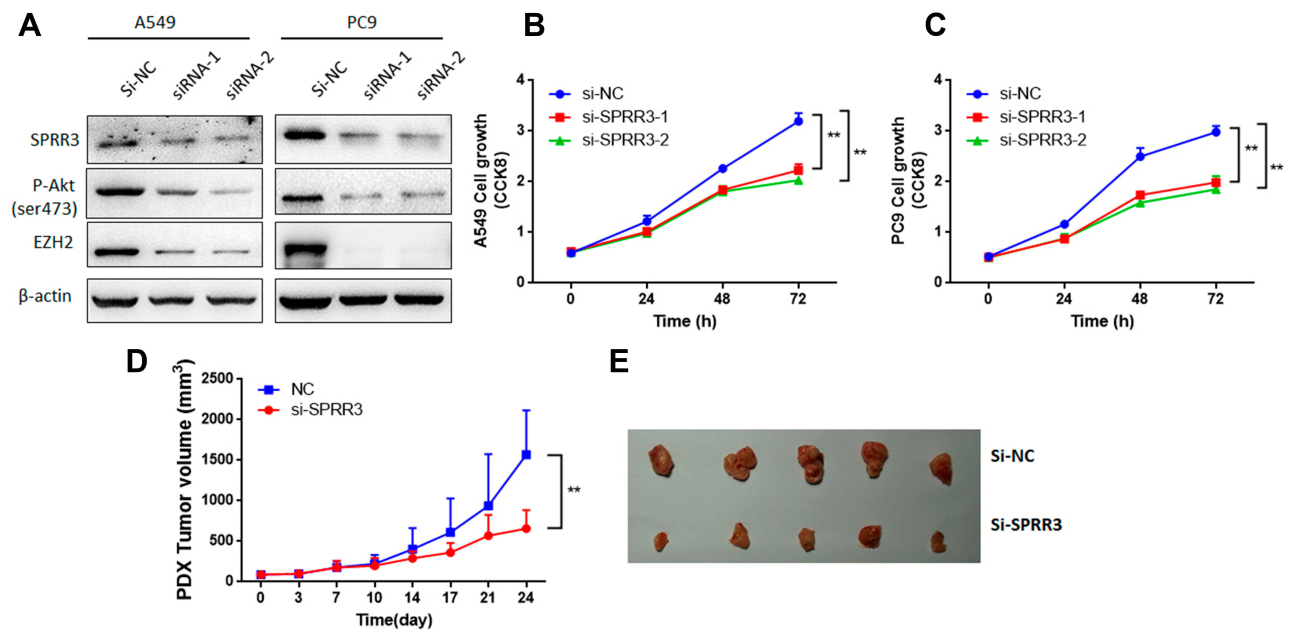 A
A549
PC9
Si-NC
siRNA-1
siRNA-2
Si-NC
siRNA-1
siRNA-2
SPRR3
P-Akt
(ser473)
EZH2
β-actin
B
A549 Cell growth
(CCK8)
4
3
2
1
0
si-NC
si-SPRR3-1
si-SPRR3-2
**
**
0 24 48 72
Time (h)
C
PC9 Cell growth
(CCK8)
4
3
2
1
0
si-NC
si-SPRR3-1
si-SPRR3-2
**
**
0 24 48 72
Time (h)
D
PDX Tumor volume (mm³)
2500
2000
1500
1000
500
0
NC
si-SPRR3
**
0 3 7 10 14 17 21 24
Time(day)
E
Si-NC
Si-SPRR3